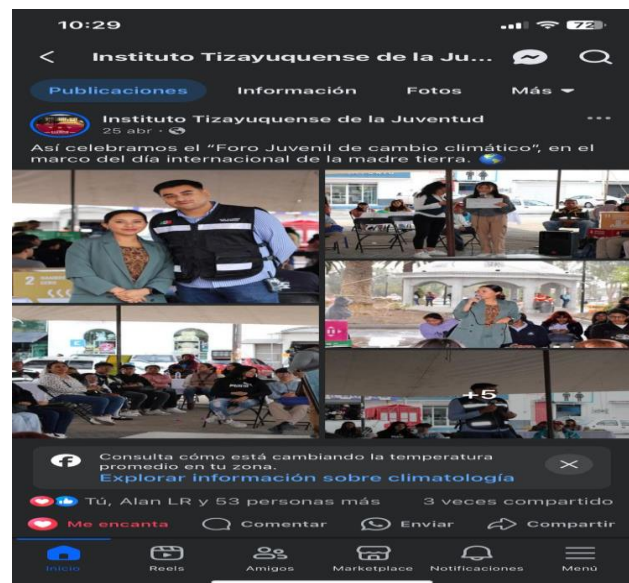 10:29
72
Instituto Tizayuquense de la Ju...
Publicaciones Información Fotos Más
Instituto Tizayuquense de la Juventud
25 abr ·
Así celebramos el “Foro Juvenil de cambio climático”, en el
marco del día internacional de la madre tierra.
2
+5
Consulta cómo está cambiando la temperatura
promedio en tu zona.
Explorar información sobre climatología
Tú, Alan LR y 53 personas más 3 veces compartido
Me encanta Comentar Enviar Compartir
Inicio Reels Amigos Marketplace Notificaciones Menú